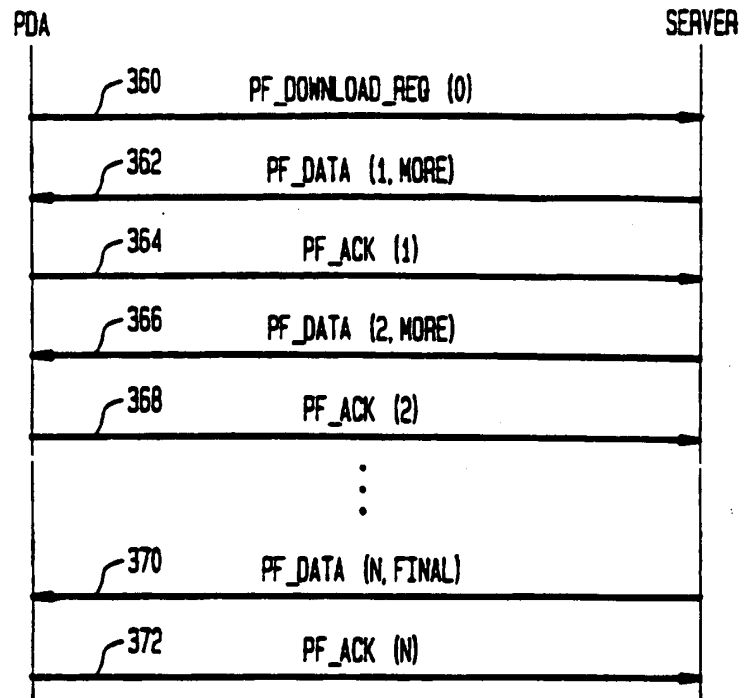 PDA SERVER
360 PF_DOWNLOAD_REQ (0)
362 PF_DATA (1, MORE)
364 PF_ACK (1)
366 PF_DATA (2, MORE)
368 PF_ACK (2)
370 PF_DATA (N, FINAL)
372 PF_ACK (N)